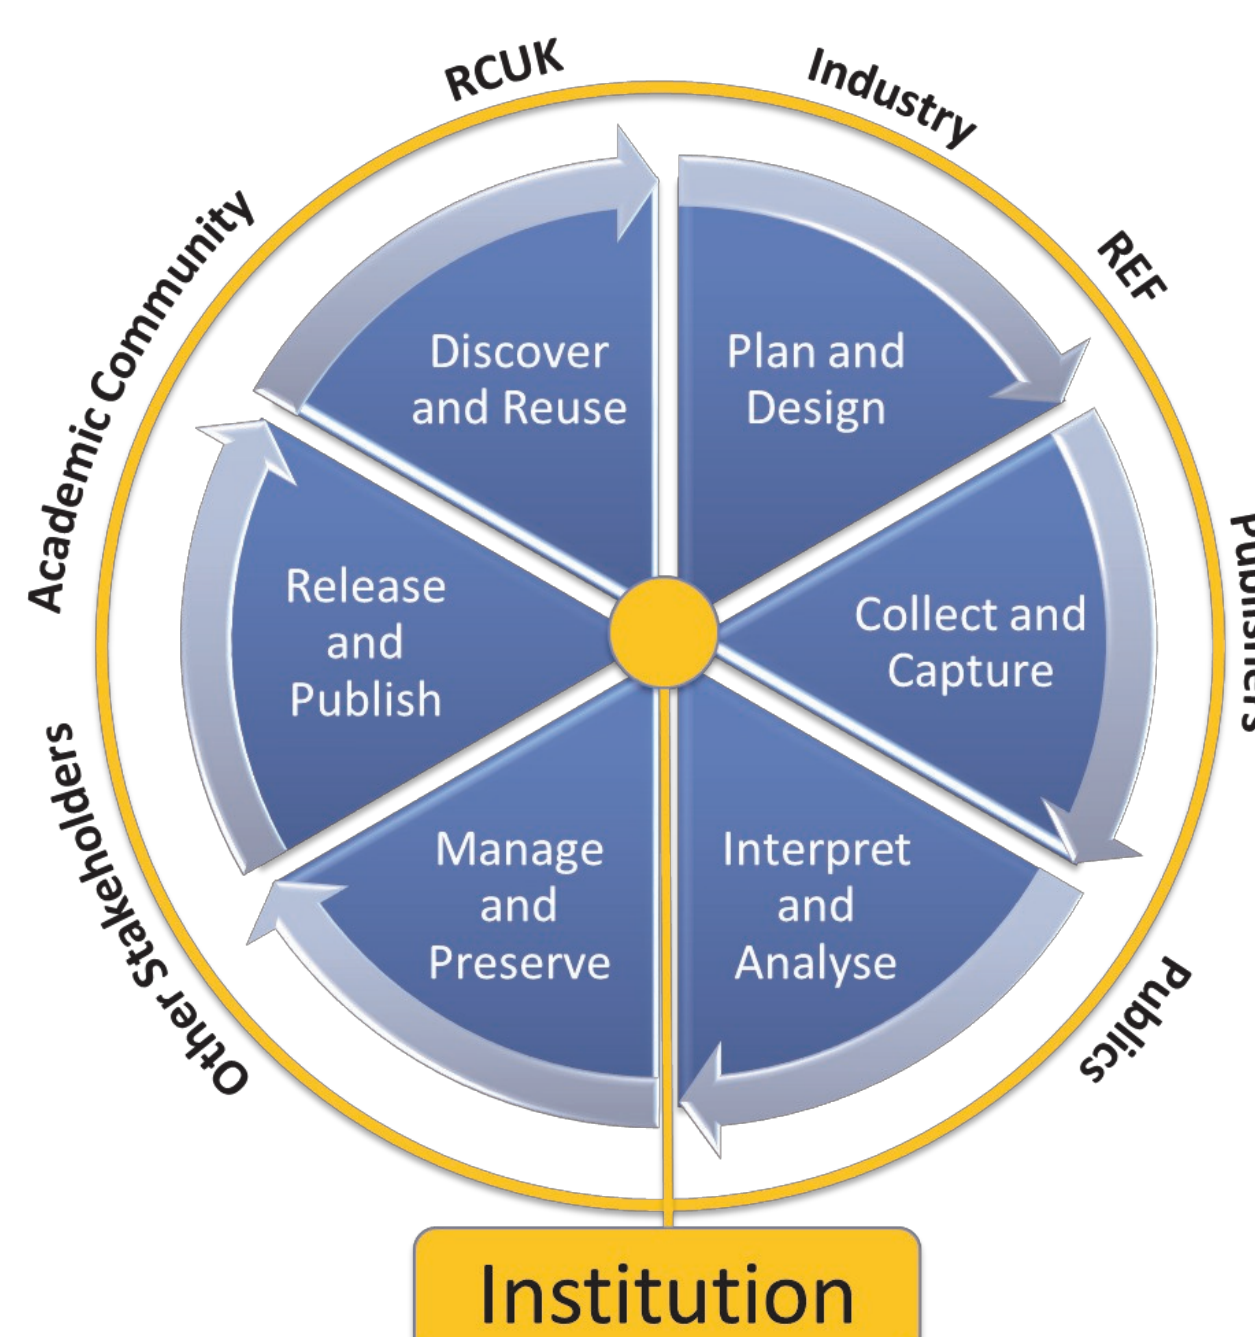 RCUK
Industry
REF
Publishers
Publics
Other Stakeholders
Academic Community
Discover
and Reuse
Plan and
Design
Collect and
Capture
Interpret
and
Analyse
Manage
and
Preserve
Release
and
Publish
Institution